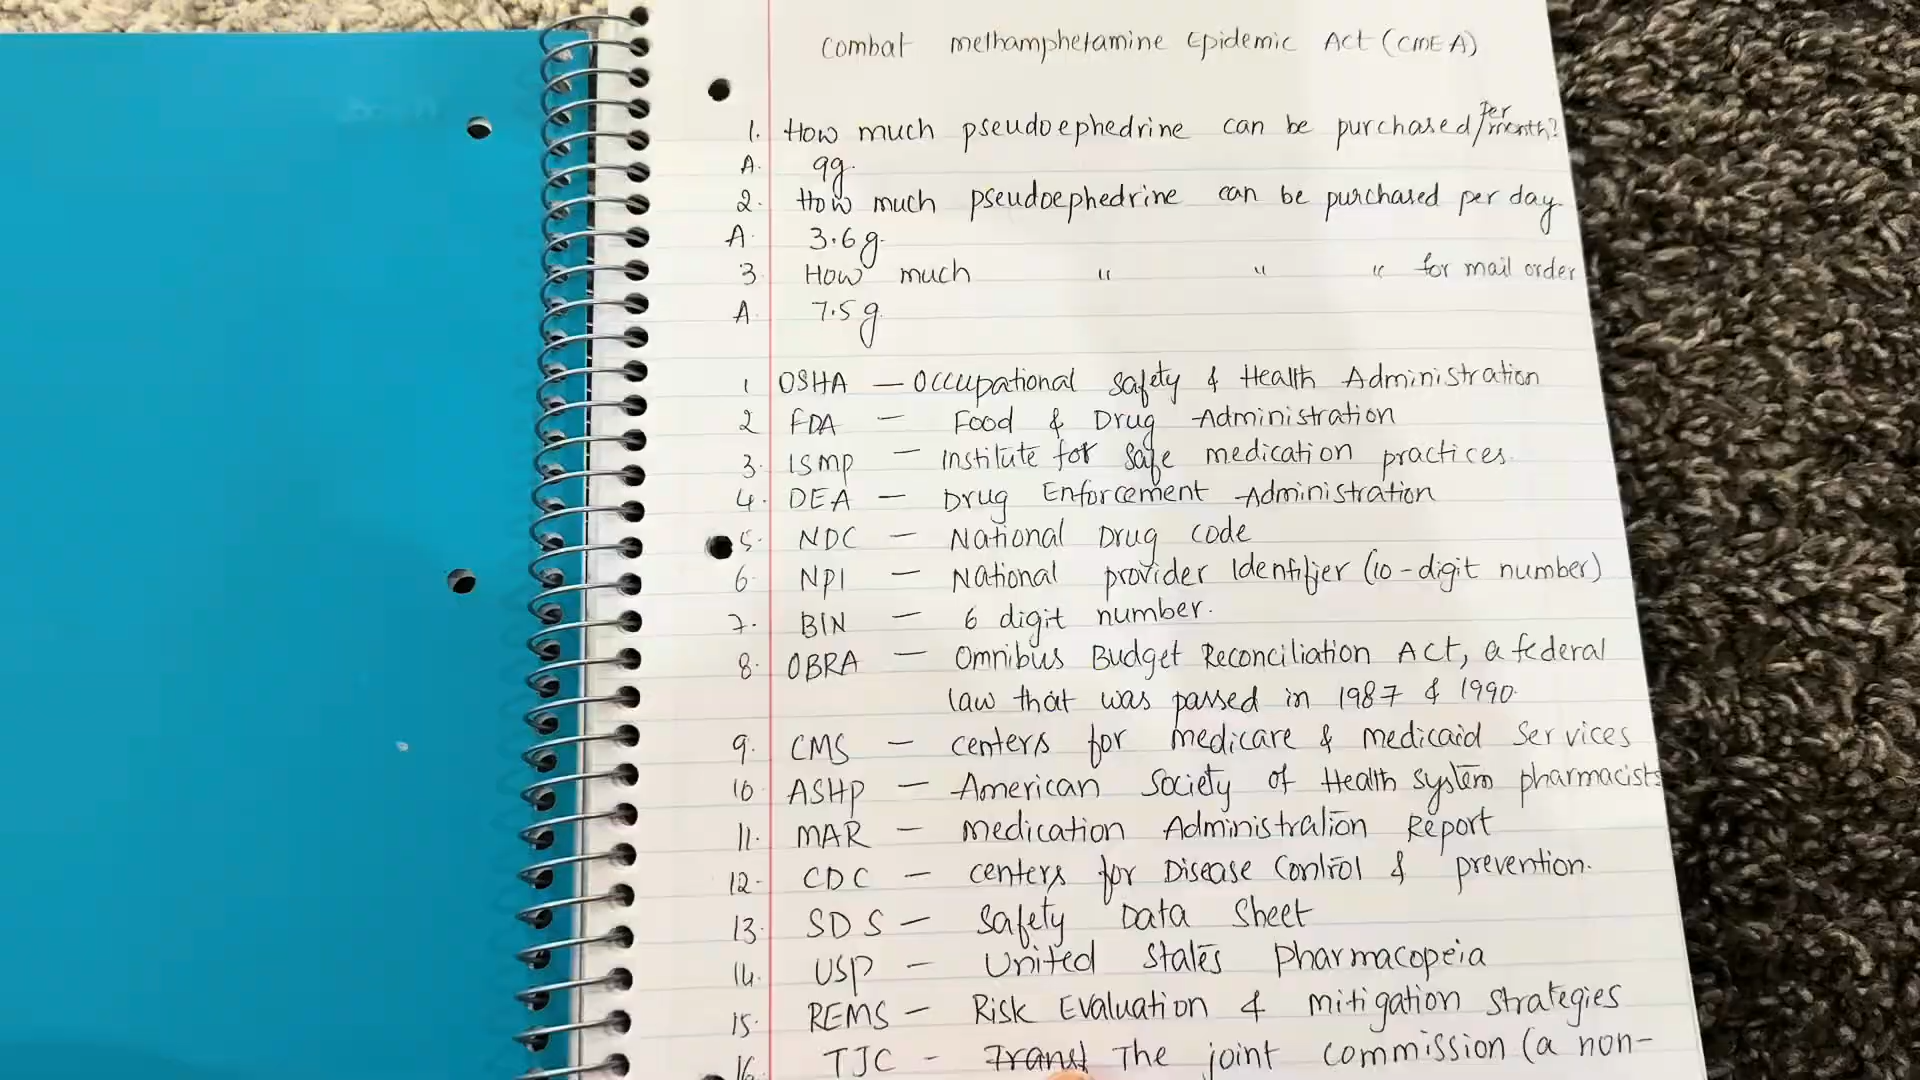 Combat Methamphetamine Epidemic Act (CMEA)
1. How much pseudoephedrine can be purchased/per month?
A. 9g.
2. How much pseudoephedrine can be purchased per day
A. 3.6g.
3. How much " " " for mail order
A. 7.5g.
1 OSHA — Occupational Safety & Health Administration
2 FDA — Food & Drug Administration
3. ISMP — Institute for Safe medication practices.
4. DEA — Drug Enforcement Administration
5. NDC — National Drug code
6. NPI — National provider Identifier (10-digit number)
7. BIN — 6 digit number.
8. OBRA — Omnibus Budget Reconciliation Act, a federal
law that was passed in 1987 & 1990.
9. CMS — centers for medicare & medicaid Services
10 ASHP — American Society of Health system pharmacists
11. MAR — Medication Administration Report
12. CDC — centers for Disease Control & prevention.
13. SDS — Safety Data Sheet
14. USP — United States Pharmacopeia
15. REMS — Risk Evaluation & mitigation strategies
16. TJC - The joint commission (a non-